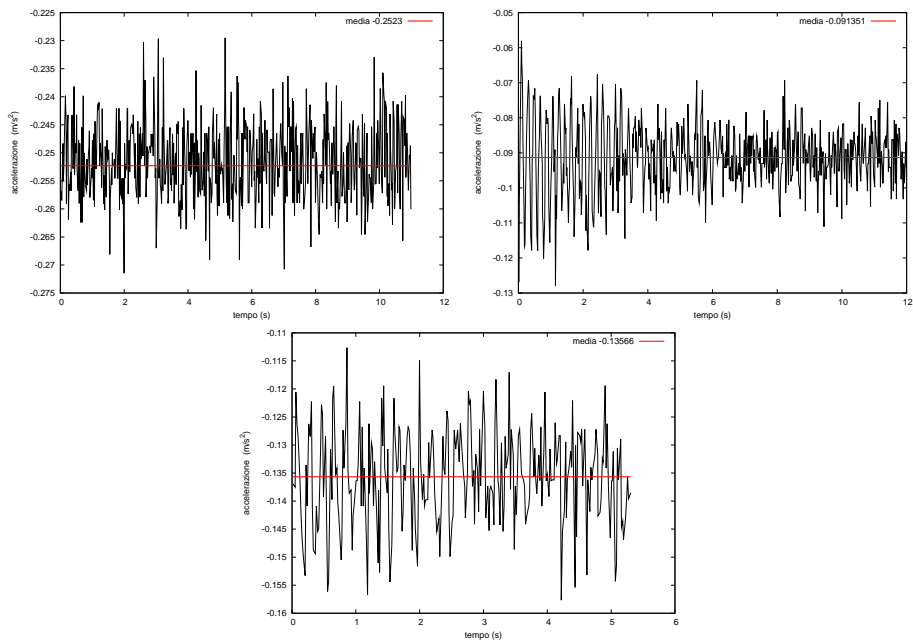 media -0.2523
-0.225
-0.23
-0.235
-0.24
-0.245
-0.25
-0.255
-0.26
-0.265
-0.27
-0.275
accelerazione (m/s²)
0 2 4 6 8 10 12
tempo (s)
media -0.091351
-0.05
-0.06
-0.07
-0.08
-0.09
-0.1
-0.11
-0.12
-0.13
accelerazione (m/s²)
0 2 4 6 8 10 12
tempo (s)
media -0.13566
-0.11
-0.115
-0.12
-0.125
-0.13
-0.135
-0.14
-0.145
-0.15
-0.155
-0.16
accelerazione (m/s²)
0 1 2 3 4 5 6
tempo (s)